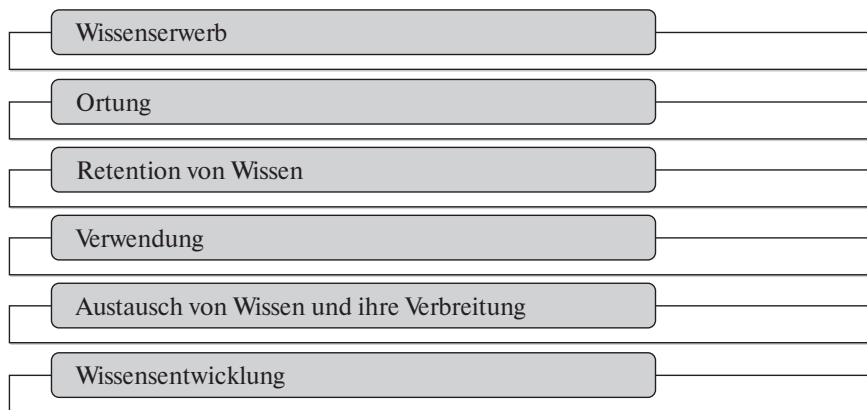 Wissenserwerb
Ortung
Retention von Wissen
Verwendung
Austausch von Wissen und ihre Verbreitung
Wissensentwicklung